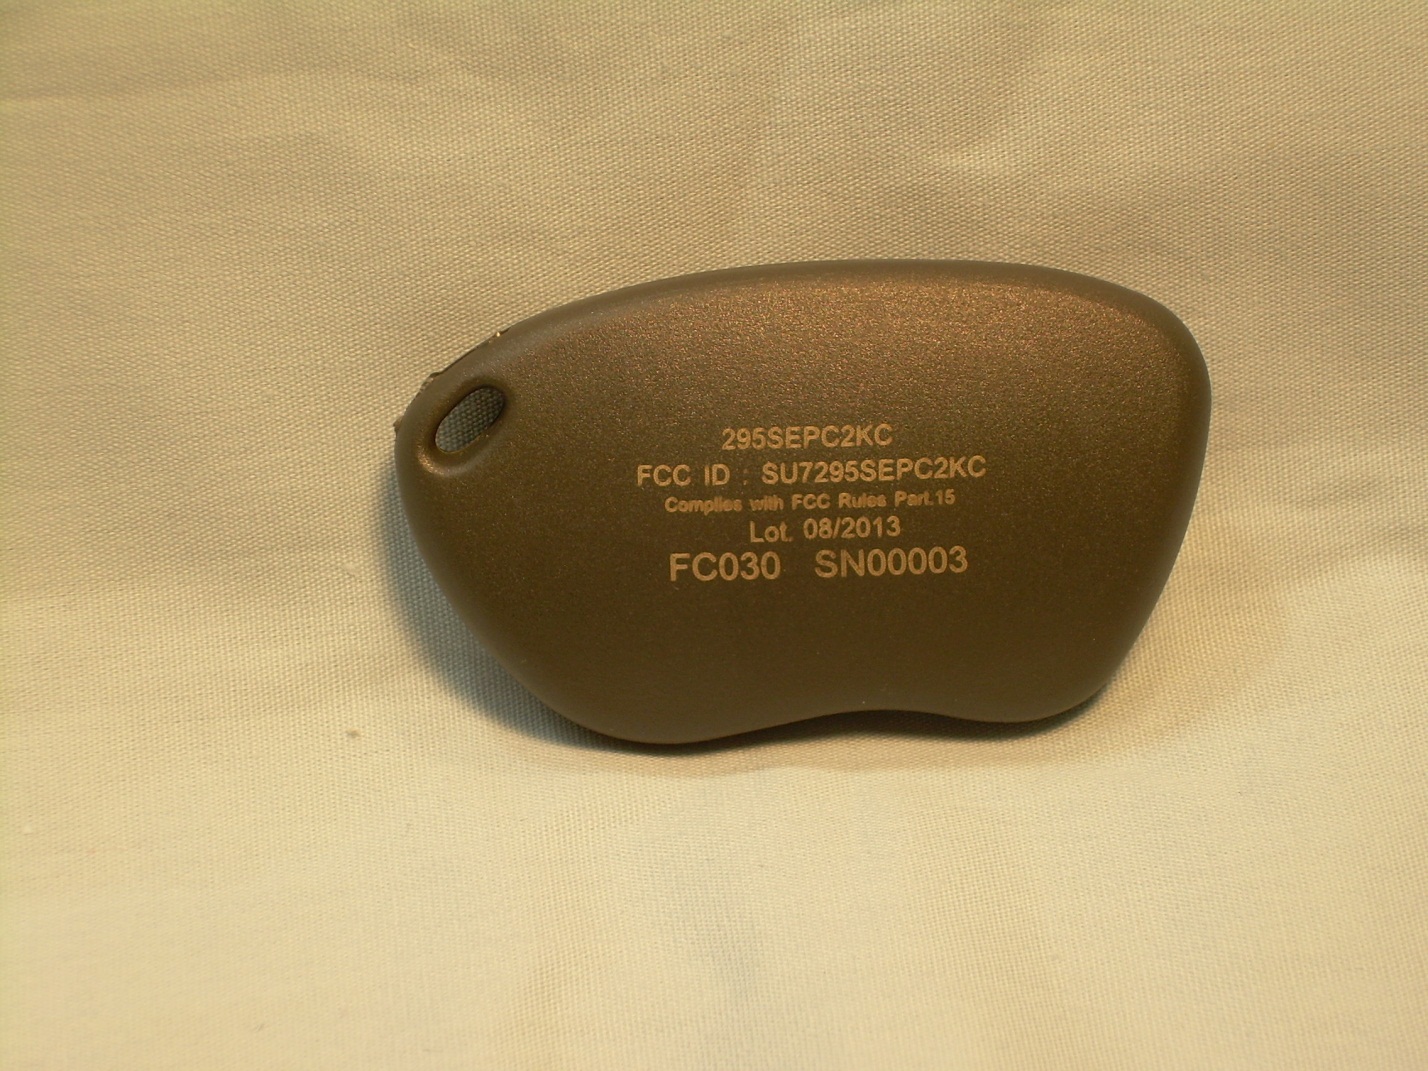 295SEPC2KC
FCC ID : SU7295SEPC2KC
Complies with FCC Rules Part.15
Lot. 08/2013
FC030 SN00003